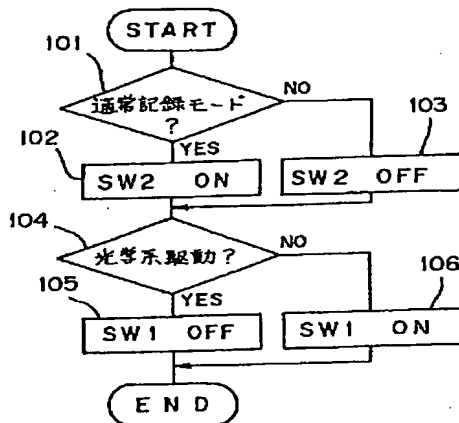 START
101
通常記録モード
?
NO
102
YES
103
SW2 ON
SW2 OFF
104
光学系駆動?
NO
105
YES
106
SW1 OFF
SW1 ON
END